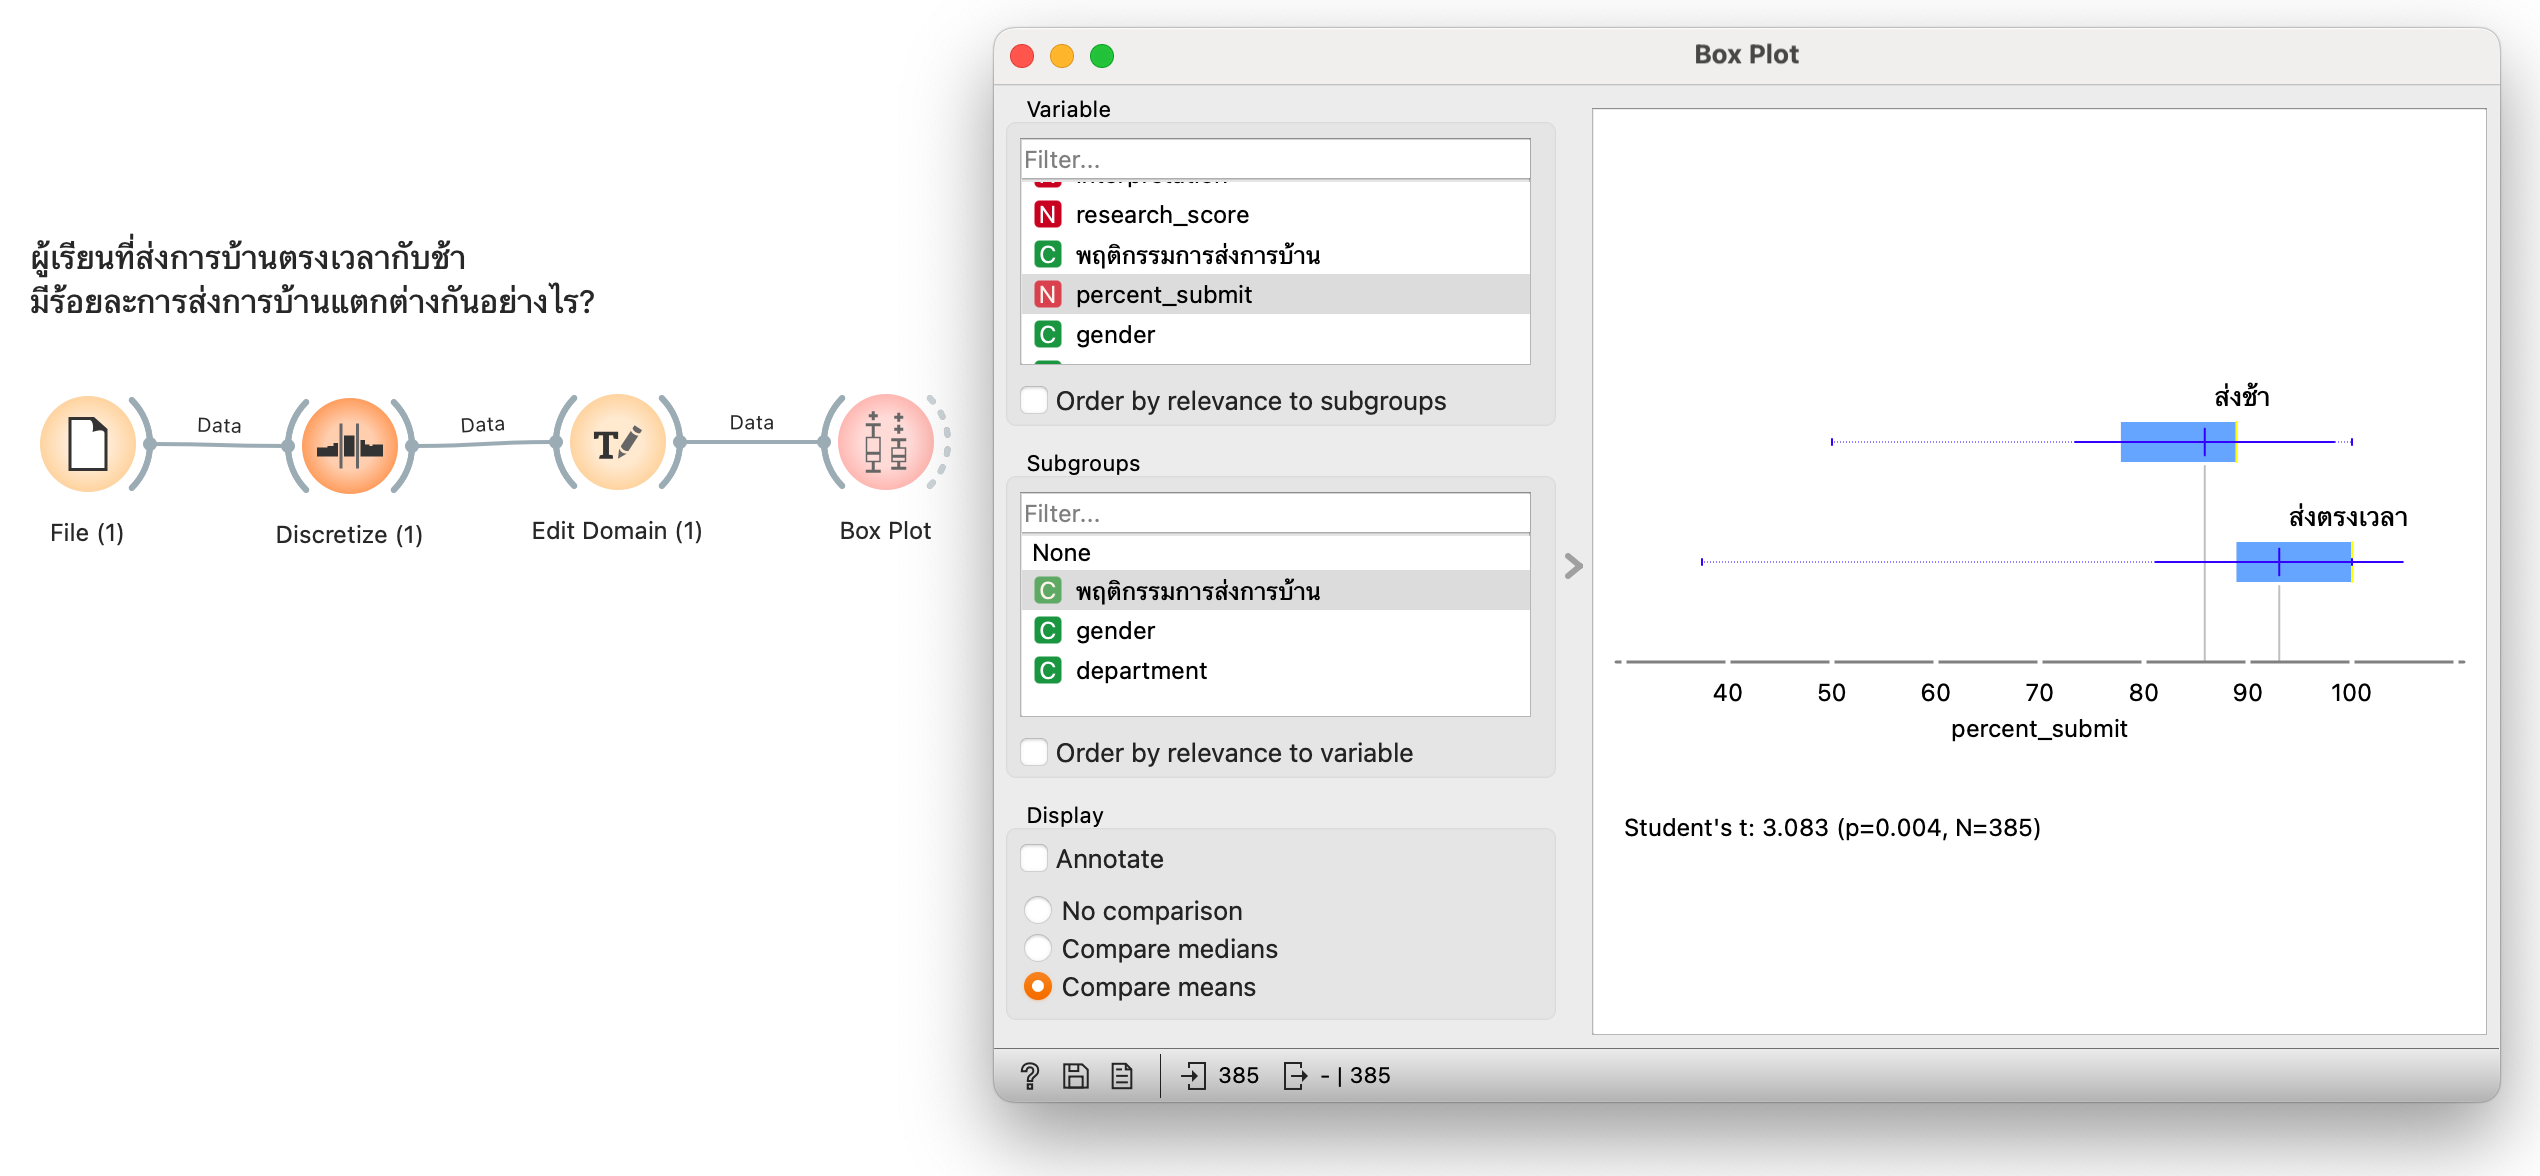 ผู้เรียนที่ส่งการบ้านตรงเวลากับช้า
มีร้อยละการส่งการบ้านแตกต่างกันอย่างไร?
Data
Data
Data
File (1)
Discretize (1)
Edit Domain (1)
Box Plot
Box Plot
Variable
Filter...
N research_score
C พฤติกรรมการส่งการบ้าน
N percent_submit
C gender
Order by relevance to subgroups
Subgroups
Filter...
None
C พฤติกรรมการส่งการบ้าน
C gender
C department
Order by relevance to variable
Display
Annotate
No comparison
Compare medians
Compare means
? 385 - | 385
ส่งช้า
ส่งตรงเวลา
40 50 60 70 80 90 100
percent_submit
Student's t: 3.083 (p=0.004, N=385)